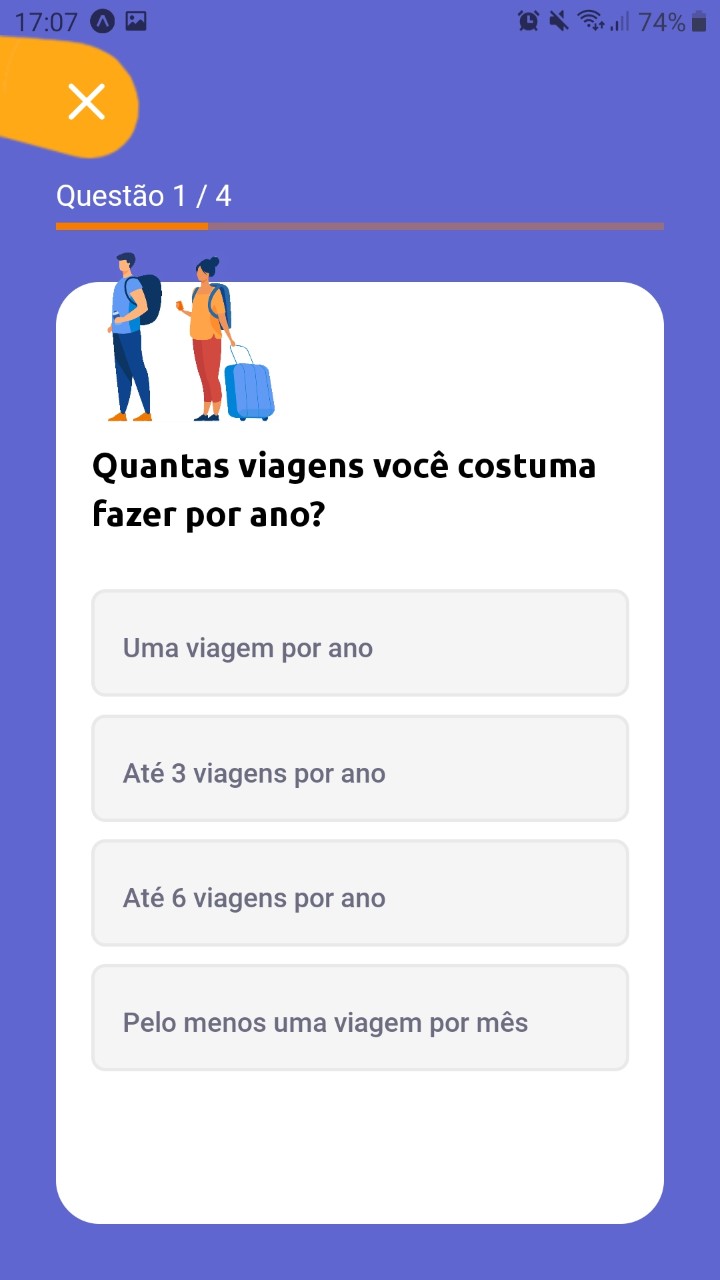 17:07
74%
Questão 1 / 4
Quantas viagens você costuma
fazer por ano?
Uma viagem por ano
Até 3 viagens por ano
Até 6 viagens por ano
Pelo menos uma viagem por mês